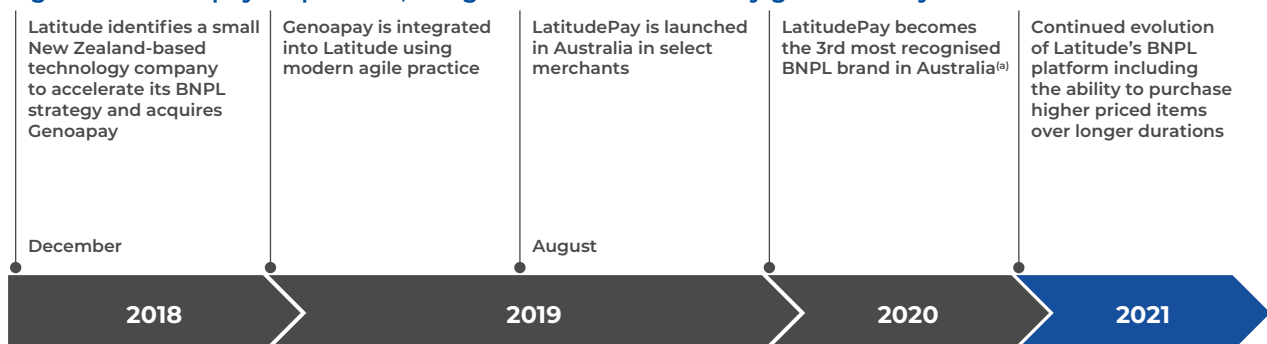 Latitude identifies a small
New Zealand-based
technology company
to accelerate its BNPL
strategy and acquires
Genoapay
December
Genoapay is integrated
into Latitude using
modern agile practice
LatitudePay is launched
in Australia in select
merchants
August
LatitudePay becomes
the 3rd most recognised
BNPL brand in Australia(a)
Continued evolution
of Latitude’s BNPL
platform including
the ability to purchase
higher priced items
over longer durations
2018
2019
2020
2021